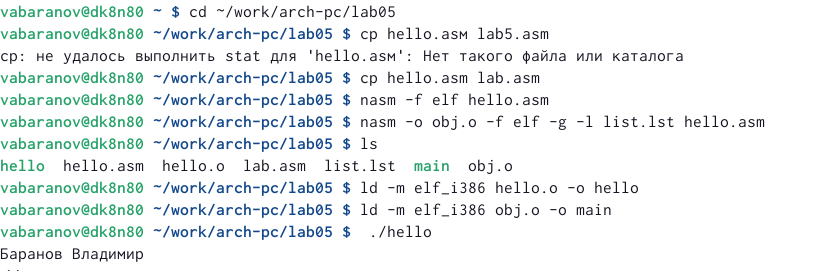 vabaranov@dk8n80 ~ $ cd ~/work/arch-pc/lab05
vabaranov@dk8n80 ~/work/arch-pc/lab05 $ cp hello.asм lab5.asm
cp: не удалось выполнить stat для 'hello.asм': Нет такого файла или каталога
vabaranov@dk8n80 ~/work/arch-pc/lab05 $ cp hello.asm lab.asm
vabaranov@dk8n80 ~/work/arch-pc/lab05 $ nasm -f elf hello.asm
vabaranov@dk8n80 ~/work/arch-pc/lab05 $ nasm -o obj.o -f elf -g -l list.lst hello.asm
vabaranov@dk8n80 ~/work/arch-pc/lab05 $ ls
hello hello.asm hello.o lab.asm list.lst main obj.o
vabaranov@dk8n80 ~/work/arch-pc/lab05 $ ld -m elf_i386 hello.o -o hello
vabaranov@dk8n80 ~/work/arch-pc/lab05 $ ld -m elf_i386 obj.o -o main
vabaranov@dk8n80 ~/work/arch-pc/lab05 $ ./hello
Баранов Владимир